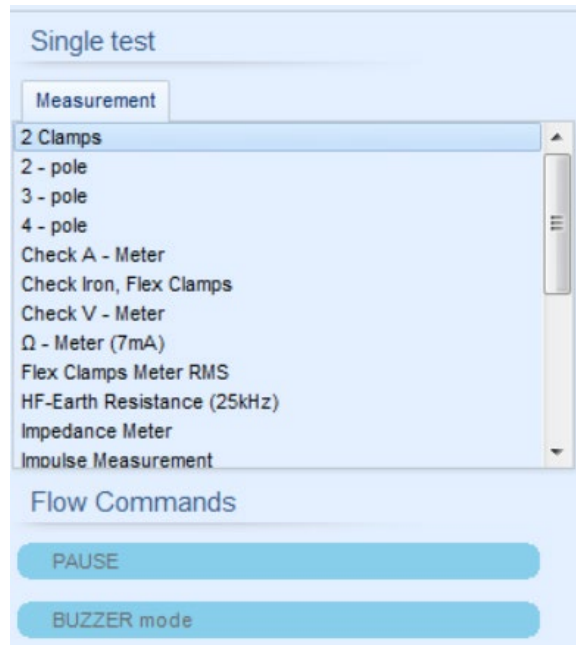 Single test
Measurement
2 Clamps
2 - pole
3 - pole
4 - pole
Check A - Meter
Check Iron, Flex Clamps
Check V - Meter
Ω - Meter (7mA)
Flex Clamps Meter RMS
HF-Earth Resistance (25kHz)
Impedance Meter
Impulse Measurement
Flow Commands
PAUSE
BUZZER mode